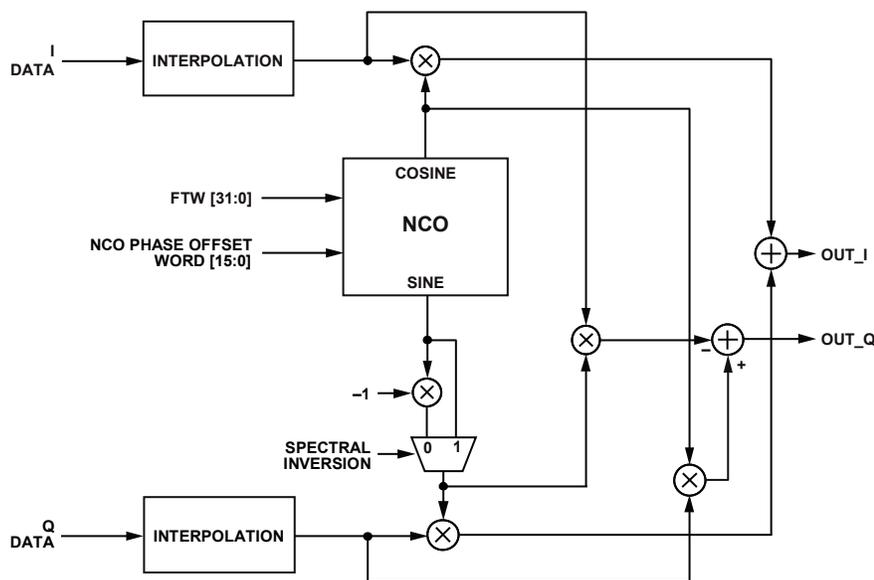 I
DATA
INTERPOLATION
COSINE
NCO
SINE
FTW [31:0]
NCO PHASE OFFSET
WORD [15:0]
OUT_I
OUT_Q
–
+
–1
0 1
SPECTRAL
INVERSION
Q
DATA
INTERPOLATION